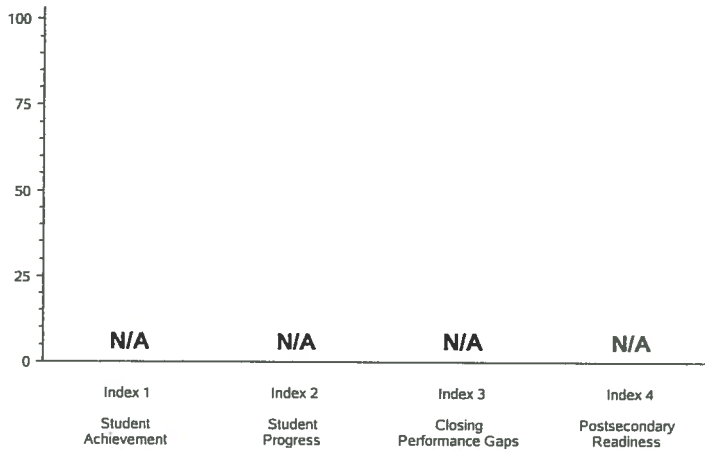 100
75
50
25
0
N/A N/A N/A N/A
Index 1 Index 2 Index 3 Index 4
Student Achievement
Student Progress
Closing Performance Gaps
Postsecondary Readiness